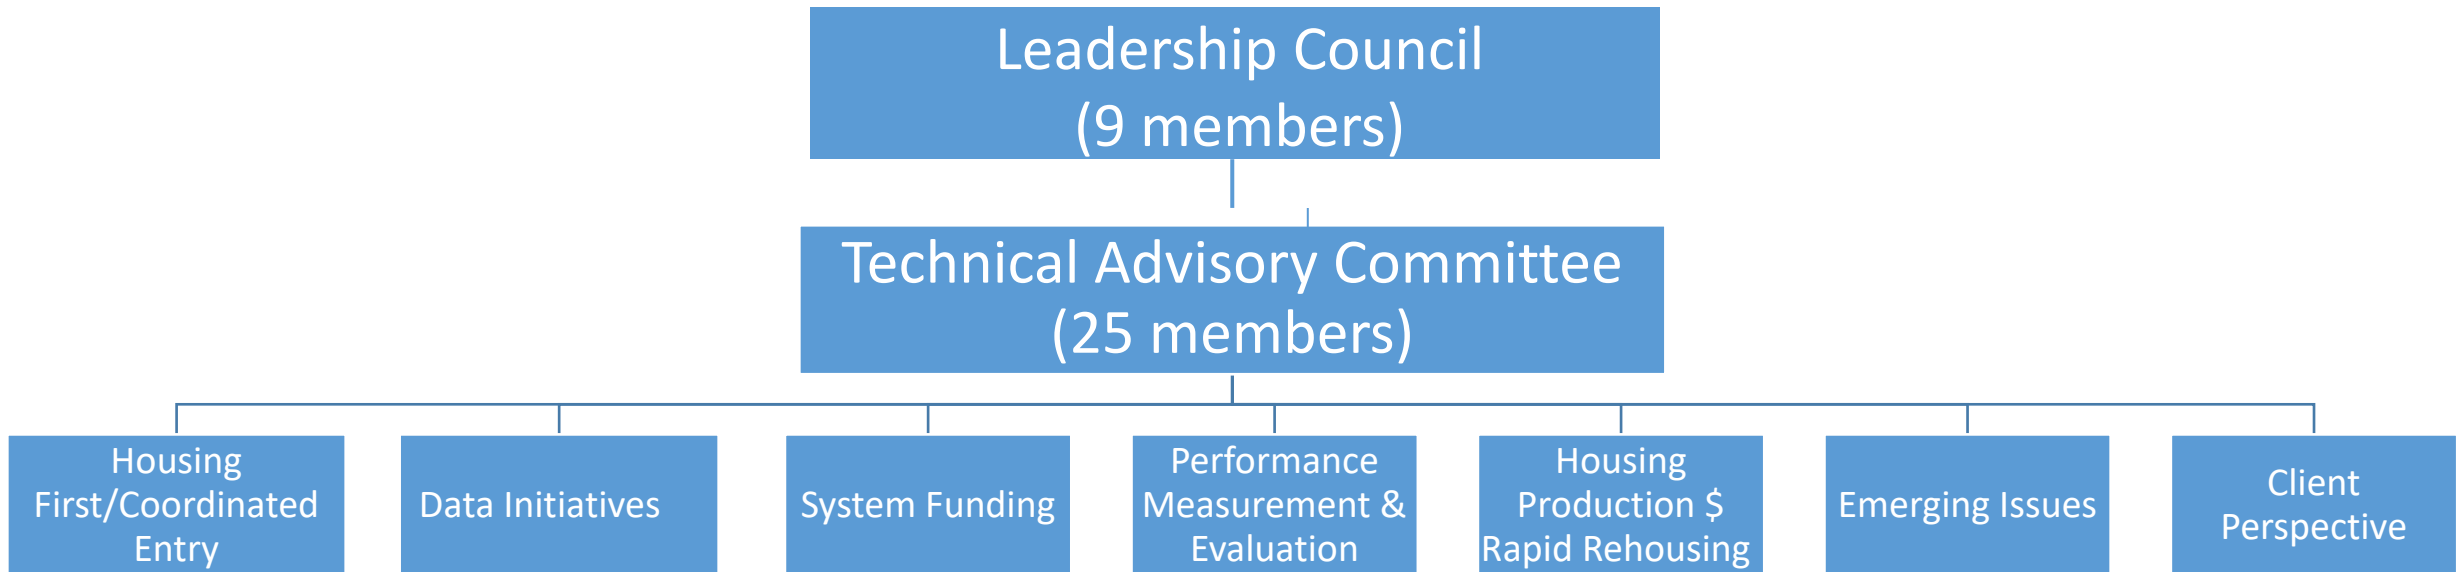 Leadership Council
(9 members)
Technical Advisory Committee
(25 members)
Housing
First/Coordinated
Entry
Data Initiatives
System Funding
Performance
Measurement &
Evaluation
Housing
Production $
Rapid Rehousing
Emerging Issues
Client
Perspective